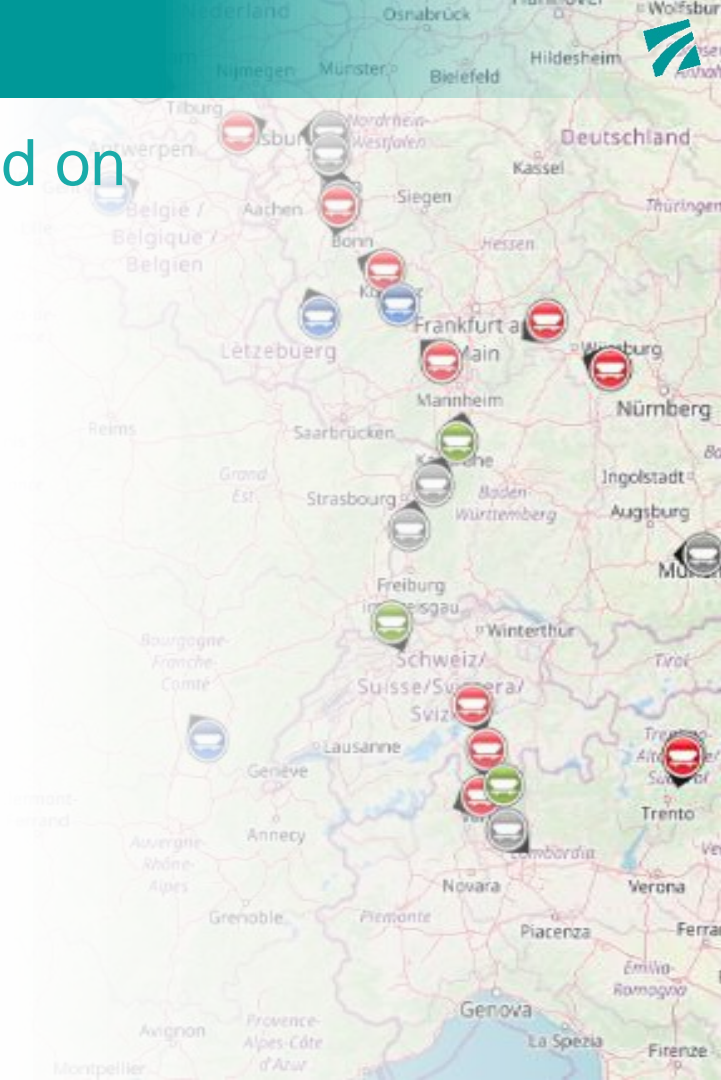 Nederland
Osnabrück
Wolfsbur
Nijmegen
Münster
Bielefeld
Hildesheim
Tilburg
Nordrhein-
Westfalen
Deutschland
d on
Antwerpen
Kassel
België /
Belgique /
Belgien
Aachen
Siegen
Thüringen
Bonn
Hessen
Frankfurt a
Main
Lëtzebuerg
Mannheim
Nürnberg
Reims
Saarbrücken
Grand
Est
Strasbourg
Baden
Württemberg
Ingolstadt
Augsburg
Freiburg
Winterthur
Bourgogne-
Franche-
Comté
Schweiz/
Tirol
Lausanne
Genève
Trento
Annecy
Auvergne-
Rhône-
Alpes
Lombardia
Novara
Verona
Grenoble
Piemonte
Piacenza
Ferra
Emilia-
Romagna
Genova
Avignon
Provence-
Alpes-Côte
d'Azur
La Spezia
Firenze
Montpellier